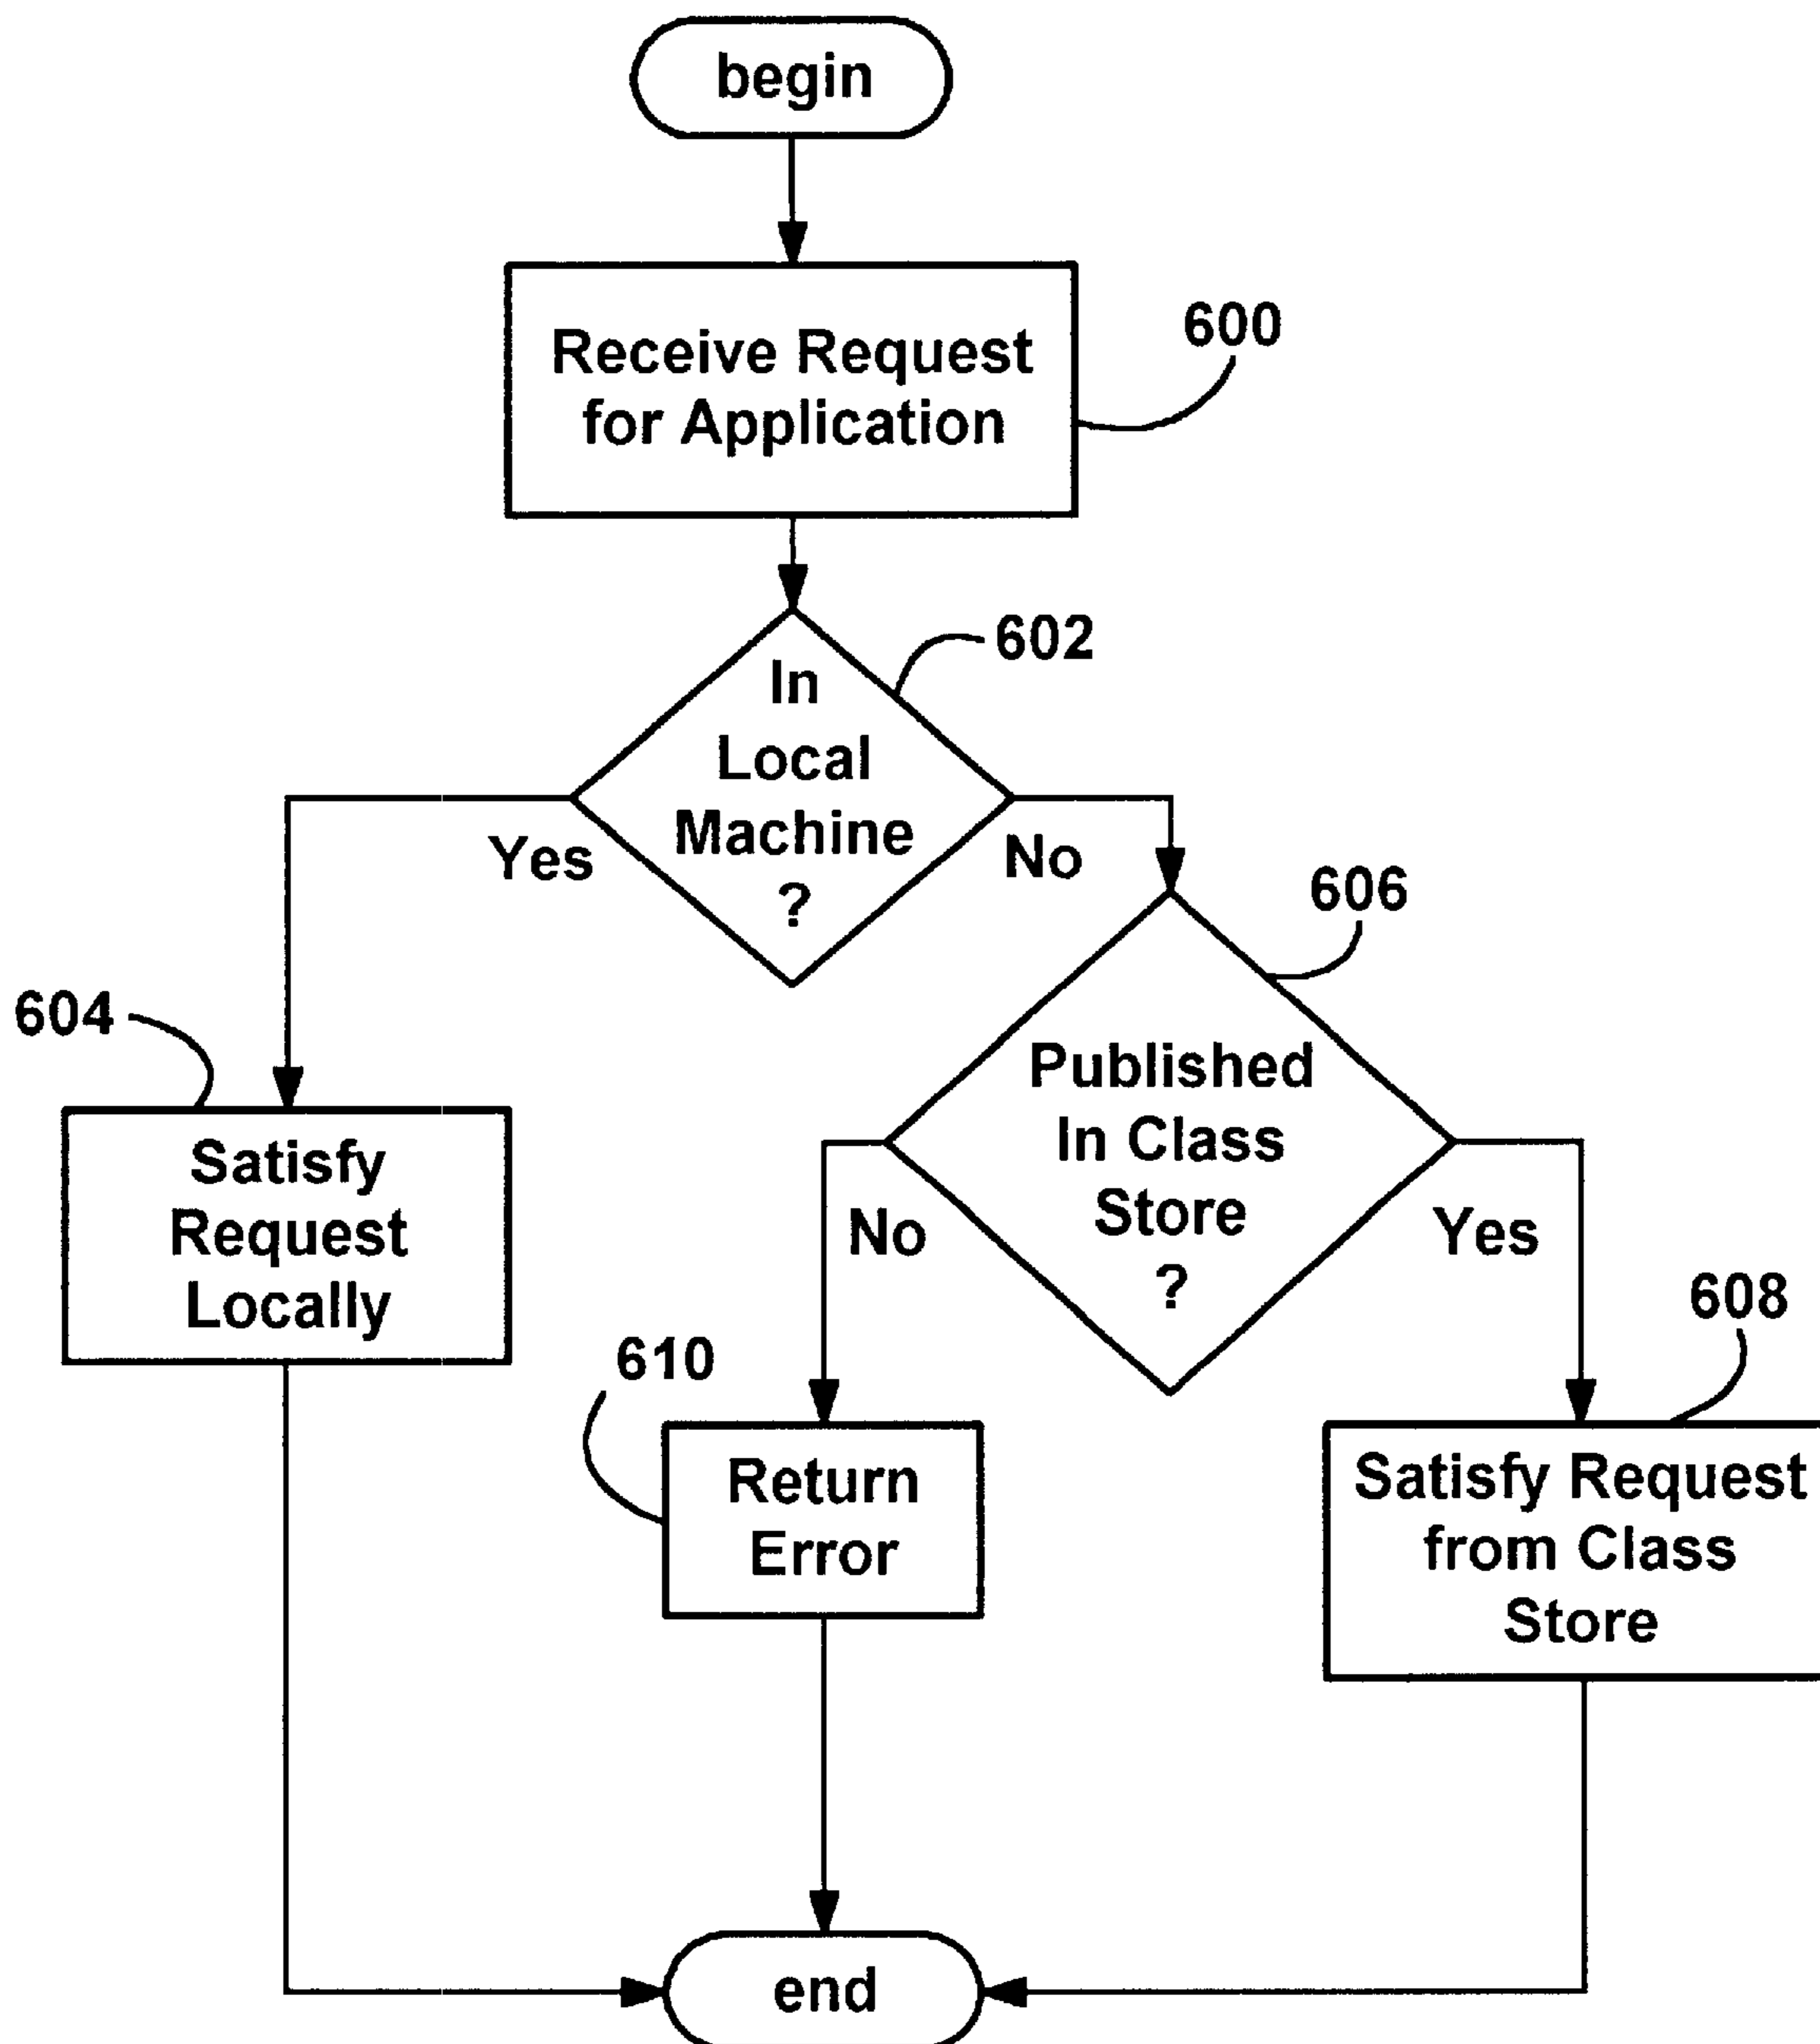 begin
Receive Request
for Application
600
In
Local
Machine
?
602
Yes
No
606
604
Satisfy
Request
Locally
Published
In Class
Store
?
No
Yes
608
610
Return
Error
Satisfy Request
from Class
Store
end